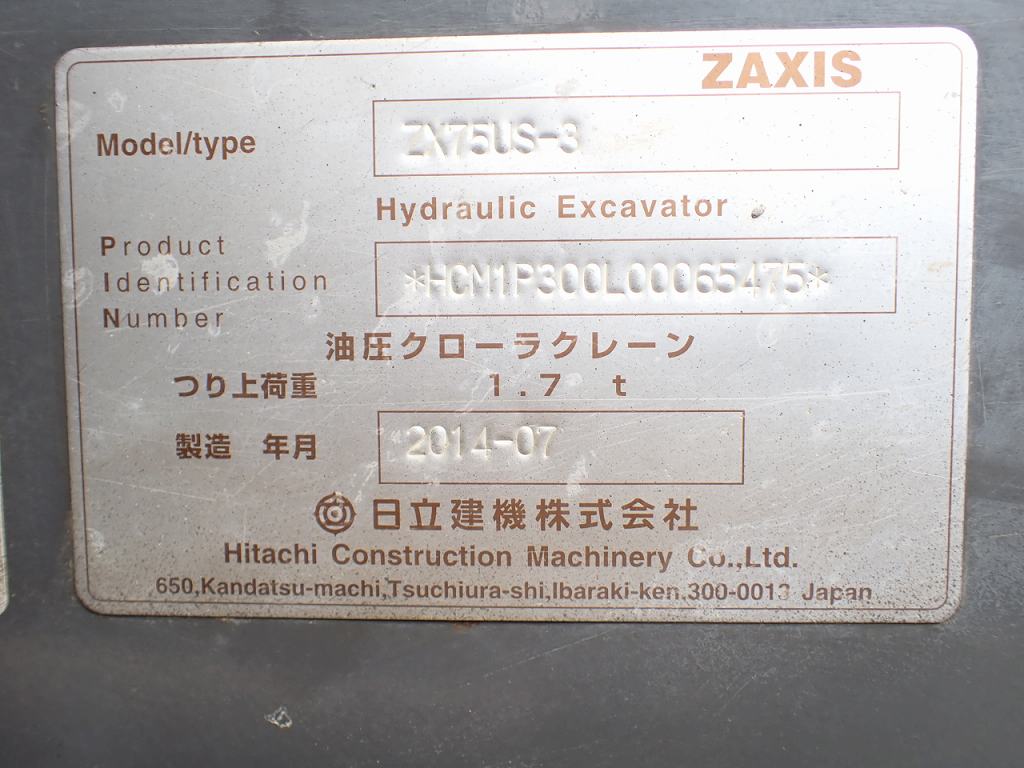 ZAXIS
Model/type ZX75US-3
Hydraulic Excavator
Product
Identification *HCM1P300L00065475*
Number
油圧クローラクレーン
つり上荷重 1.7 t
製造 年月 2014-07
日立建機株式会社
Hitachi Construction Machinery Co.,Ltd.
650,Kandatsu-machi,Tsuchiura-shi,Ibaraki-ken,300-0013 Japan